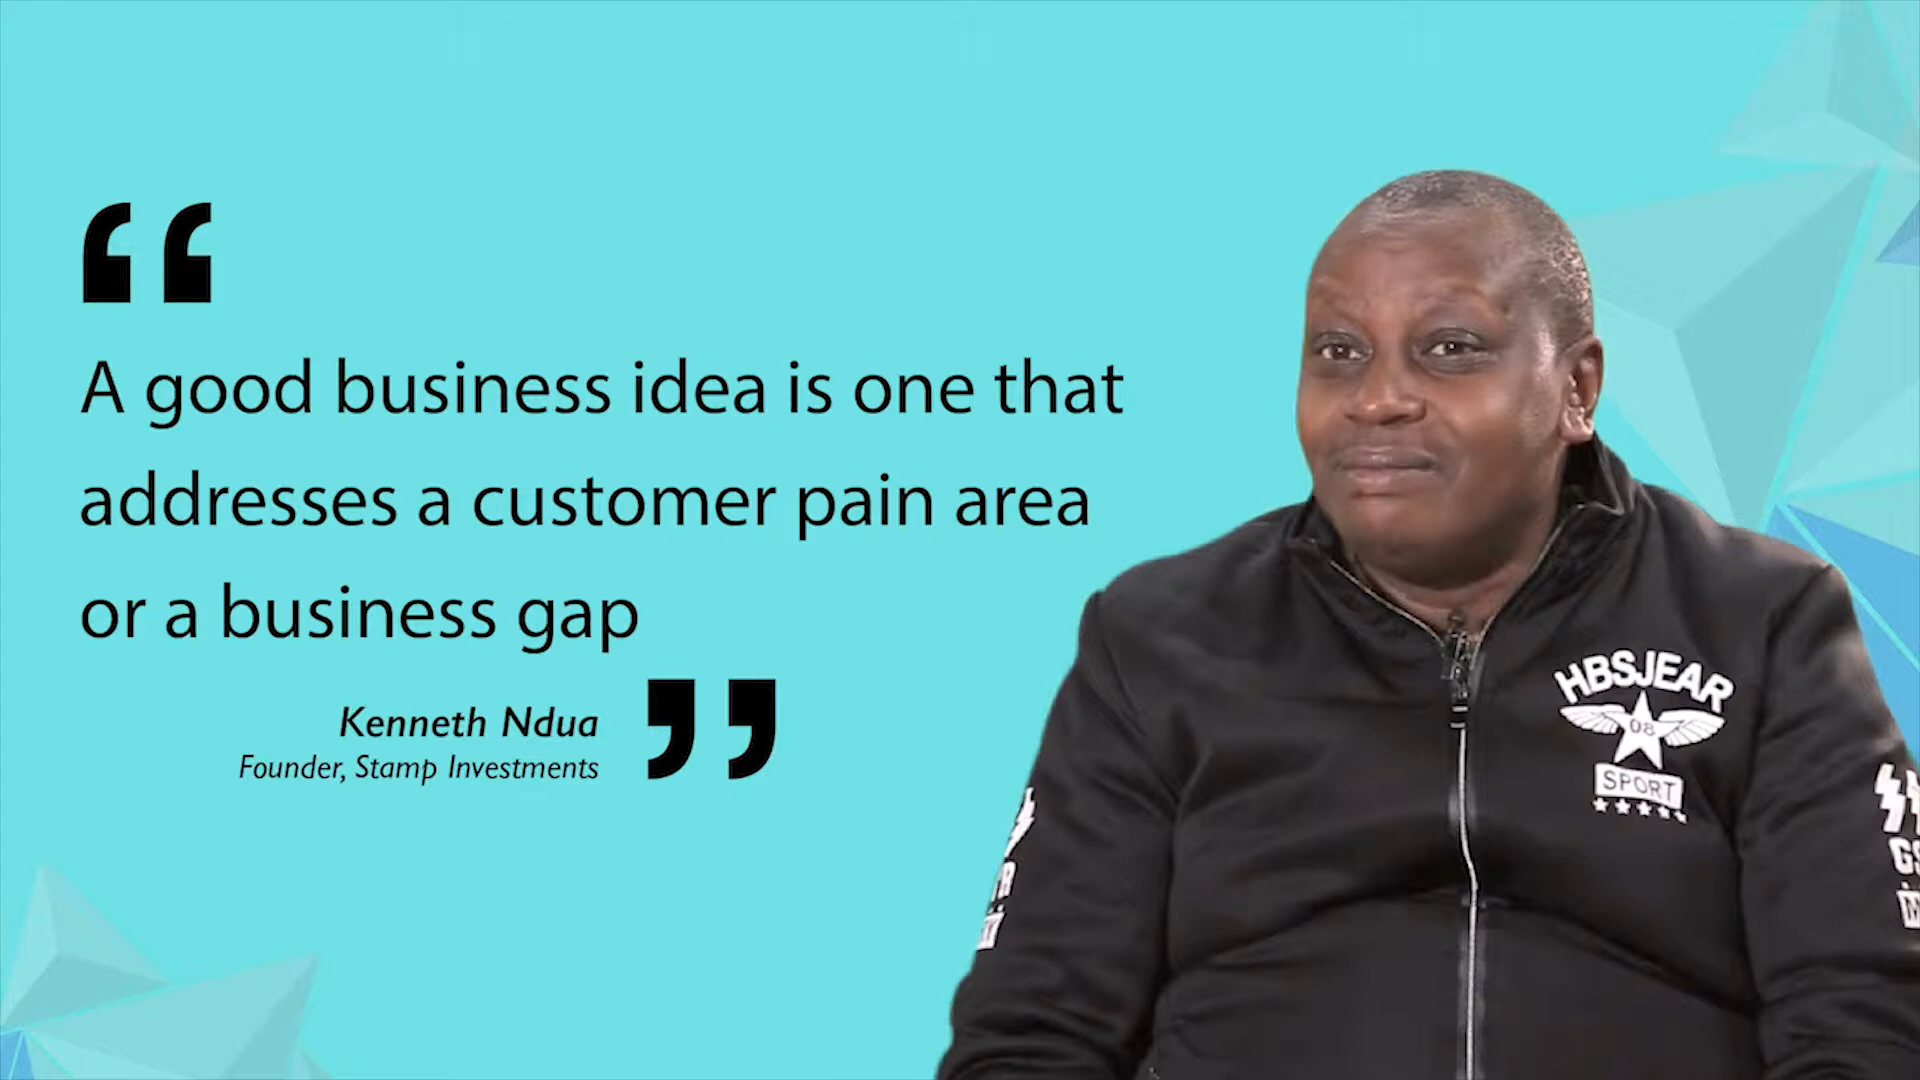 “
A good business idea is one that
addresses a customer pain area
or a business gap
”
Kenneth Ndua
Founder, Stamp Investments
HBSJEAR
08
SPORT